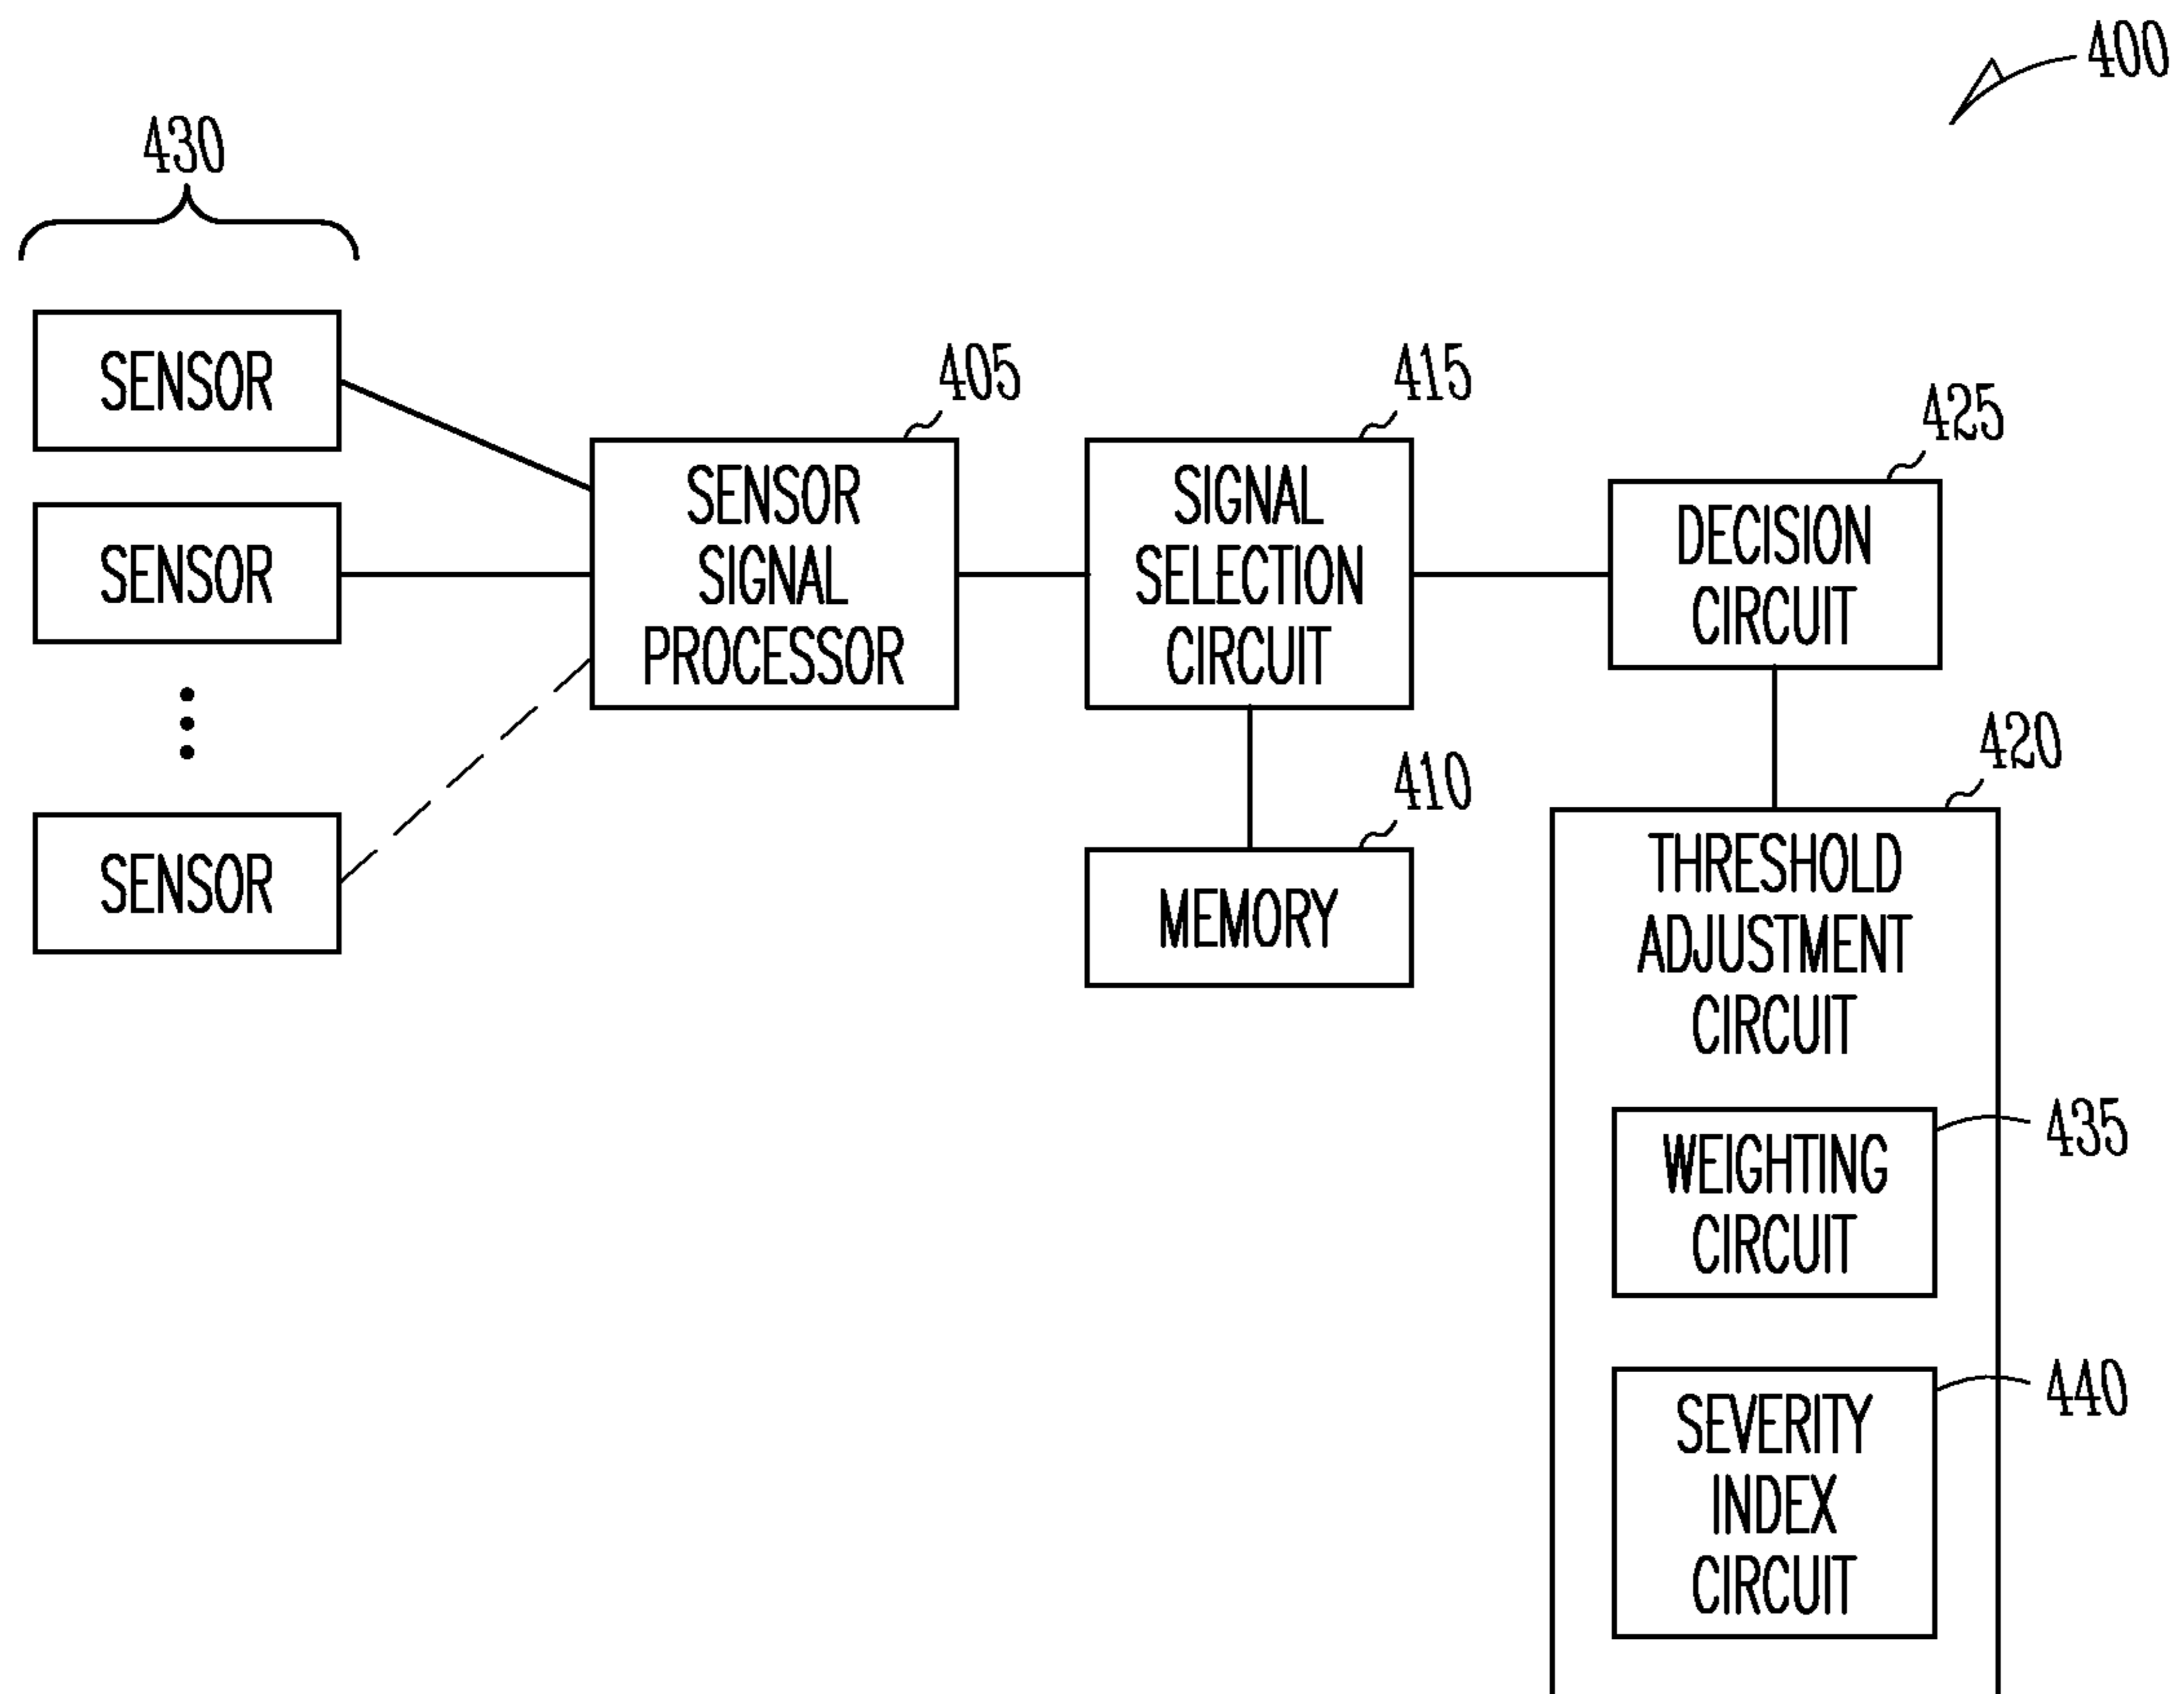 400
430
SENSOR
SENSOR
SENSOR
405
SENSOR
SIGNAL
PROCESSOR
415
SIGNAL
SELECTION
CIRCUIT
410
MEMORY
425
DECISION
CIRCUIT
420
THRESHOLD
ADJUSTMENT
CIRCUIT
435
WEIGHTING
CIRCUIT
440
SEVERITY
INDEX
CIRCUIT